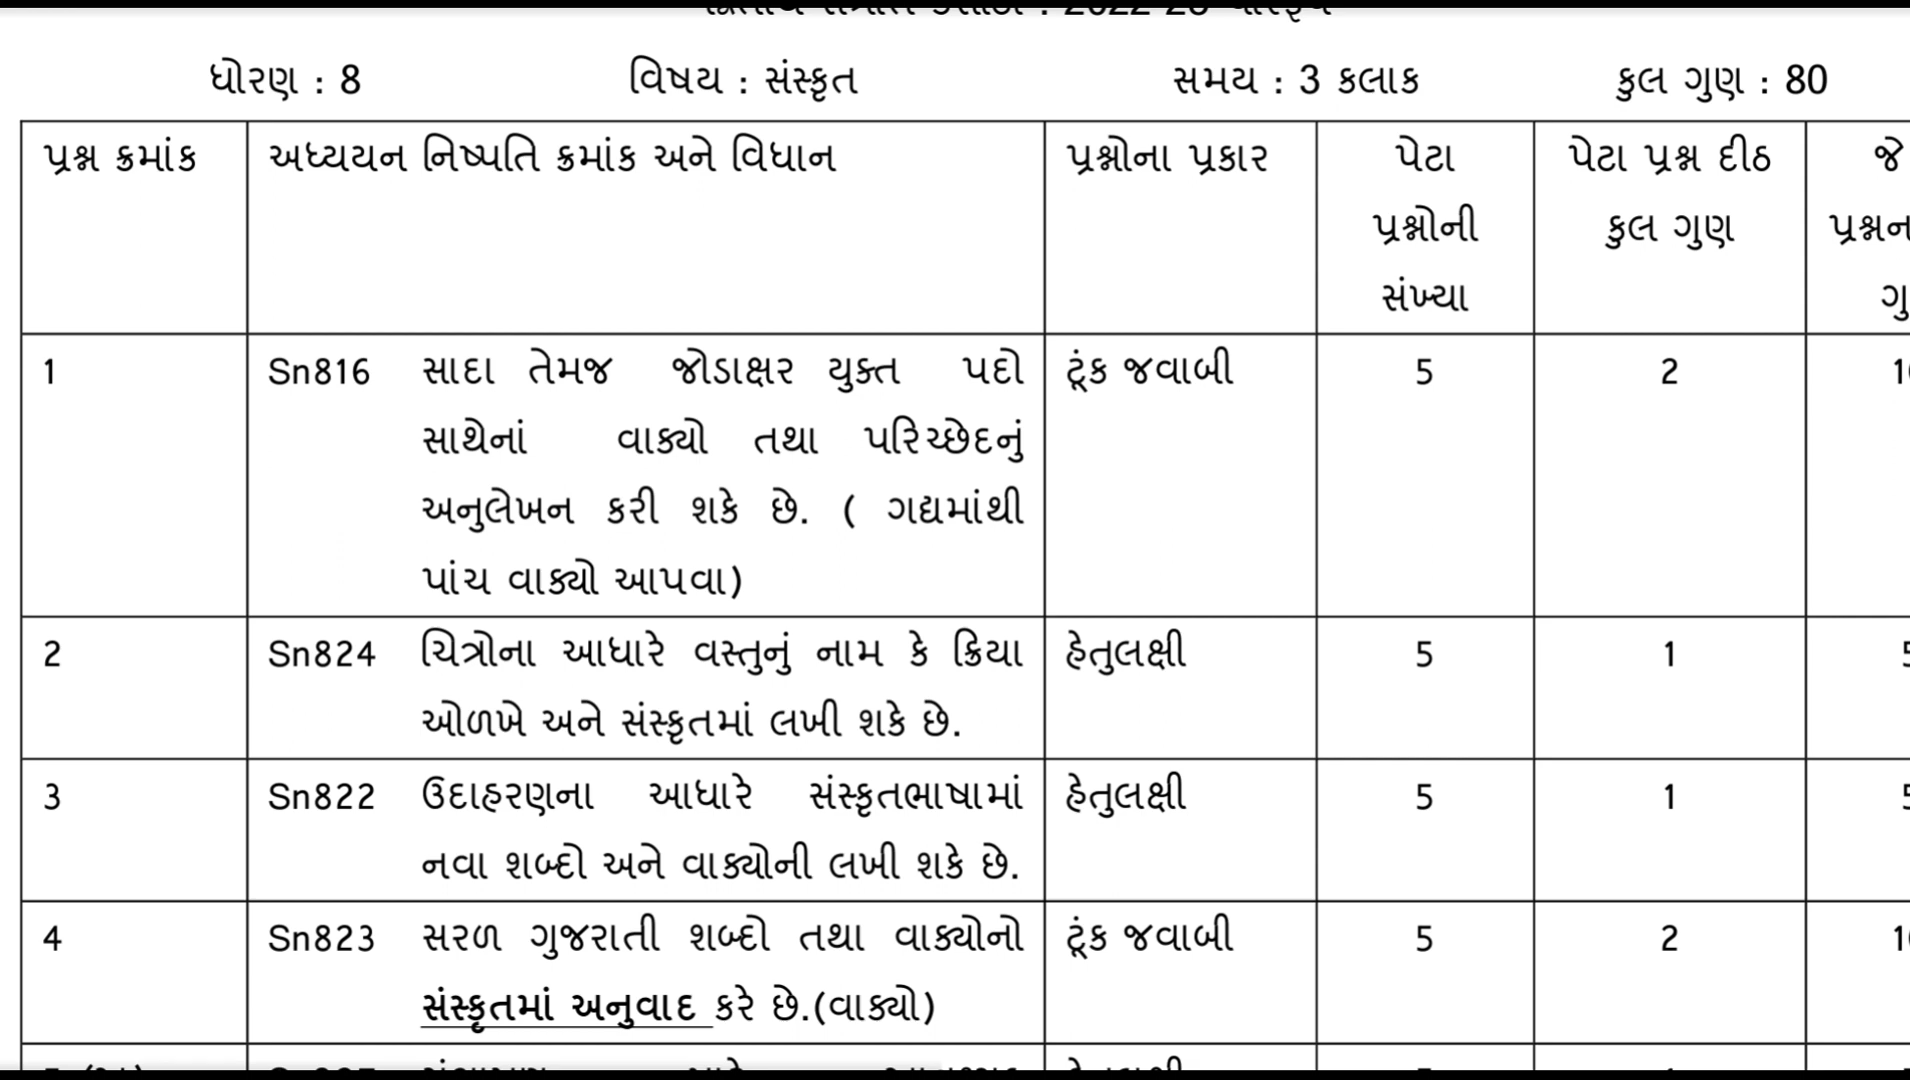 : 2022-23
ધોરણ : 8 વિષય : સંસ્કૃત સમય : 3 કલાક કુલ ગુણ : 80
પ્રશ્ન ક્રમાંક અધ્યયન નિષ્પતિ ક્રમાંક અને વિધાન પ્રશ્નોના પ્રકાર પેટા પેટા પ્રશ્ન દીઠ જે
પ્રશ્નોની કુલ ગુણ
સંખ્યા
1 Sn816 સાદા તેમજ જોડાક્ષર યુક્ત પદો ટૂંક જવાબી 5 2
સાથેનાં વાક્યો તથા પરિચ્છેદનું
અનુલેખન કરી શકે છે. ( ગદ્યમાંથી
પાંચ વાક્યો આપવા)
2 Sn824 ચિત્રોના આધારે વસ્તુનું નામ કે ક્રિયા હેતુલક્ષી 5 1
ઓળખે અને સંસ્કૃતમાં લખી શકે છે.
3 Sn822 ઉદાહરણના આધારે સંસ્કૃતભાષામાં હેતુલક્ષી 5 1
નવા શબ્દો અને વાક્યોની લખી શકે છે.
4 Sn823 સરળ ગુજરાતી શબ્દો તથા વાક્યોનો ટૂંક જવાબી 5 2
સંસ્કૃતમાં અનુવાદ કરે છે.(વાક્યો)